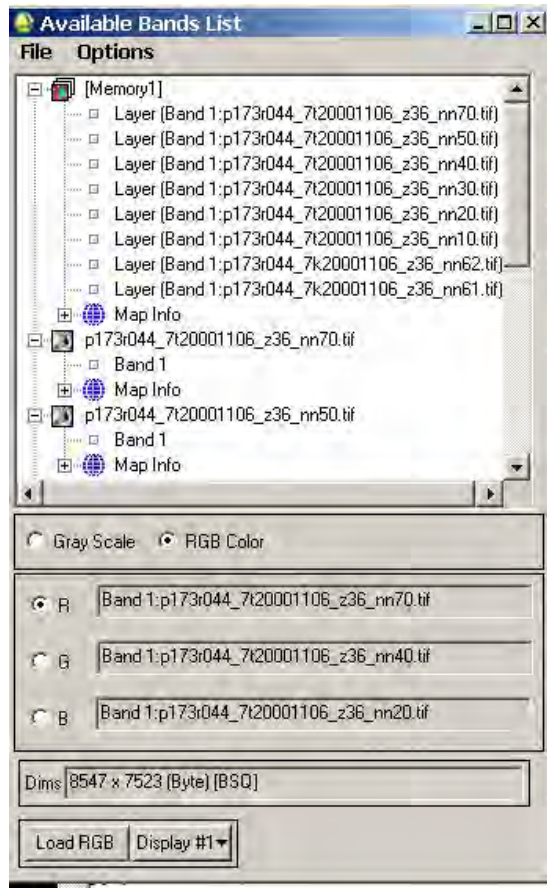 Available Bands List
File Options
[Memory1]
Layer (Band 1:p173r044_7t20001106_z36_nn70.tif)
Layer (Band 1:p173r044_7t20001106_z36_nn50.tif)
Layer (Band 1:p173r044_7t20001106_z36_nn40.tif)
Layer (Band 1:p173r044_7t20001106_z36_nn30.tif)
Layer (Band 1:p173r044_7t20001106_z36_nn20.tif)
Layer (Band 1:p173r044_7t20001106_z36_nn10.tif)
Layer (Band 1:p173r044_7k20001106_z36_nn62.tif)
Layer (Band 1:p173r044_7k20001106_z36_nn61.tif)
Map Info
p173r044_7t20001106_z36_nn70.tif
Band 1
Map Info
p173r044_7t20001106_z36_nn50.tif
Band 1
Map Info
Gray Scale RGB Color
R Band 1:p173r044_7t20001106_z36_nn70.tif
G Band 1:p173r044_7t20001106_z36_nn40.tif
B Band 1:p173r044_7t20001106_z36_nn20.tif
Dims 8547 x 7523 (Byte) [BSQ]
Load RGB Display #1